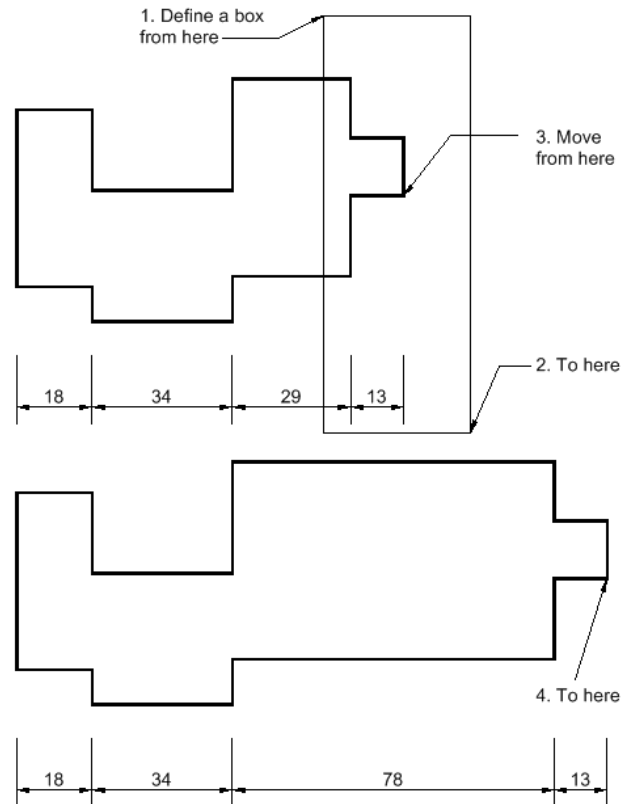 1. Define a box
from here
3. Move
from here
2. To here
18 34 29 13
4. To here
18 34 78 13